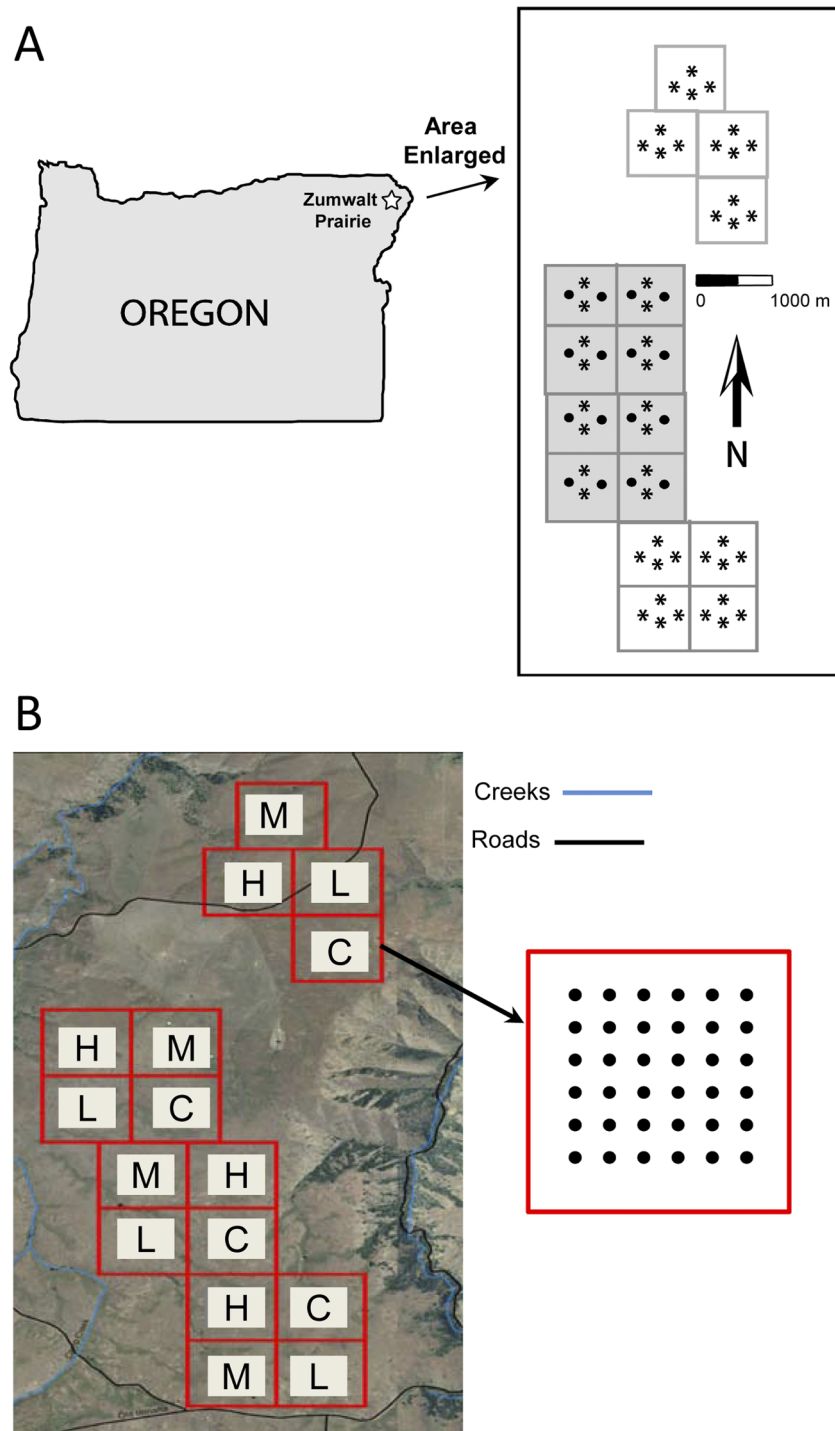 A
Area
Enlarged
Zumwalt
Prairie
OREGON
0 1000 m
N
B
Creeks
Roads
M
H L
C
H M
L C
M H
L C
H C
M L